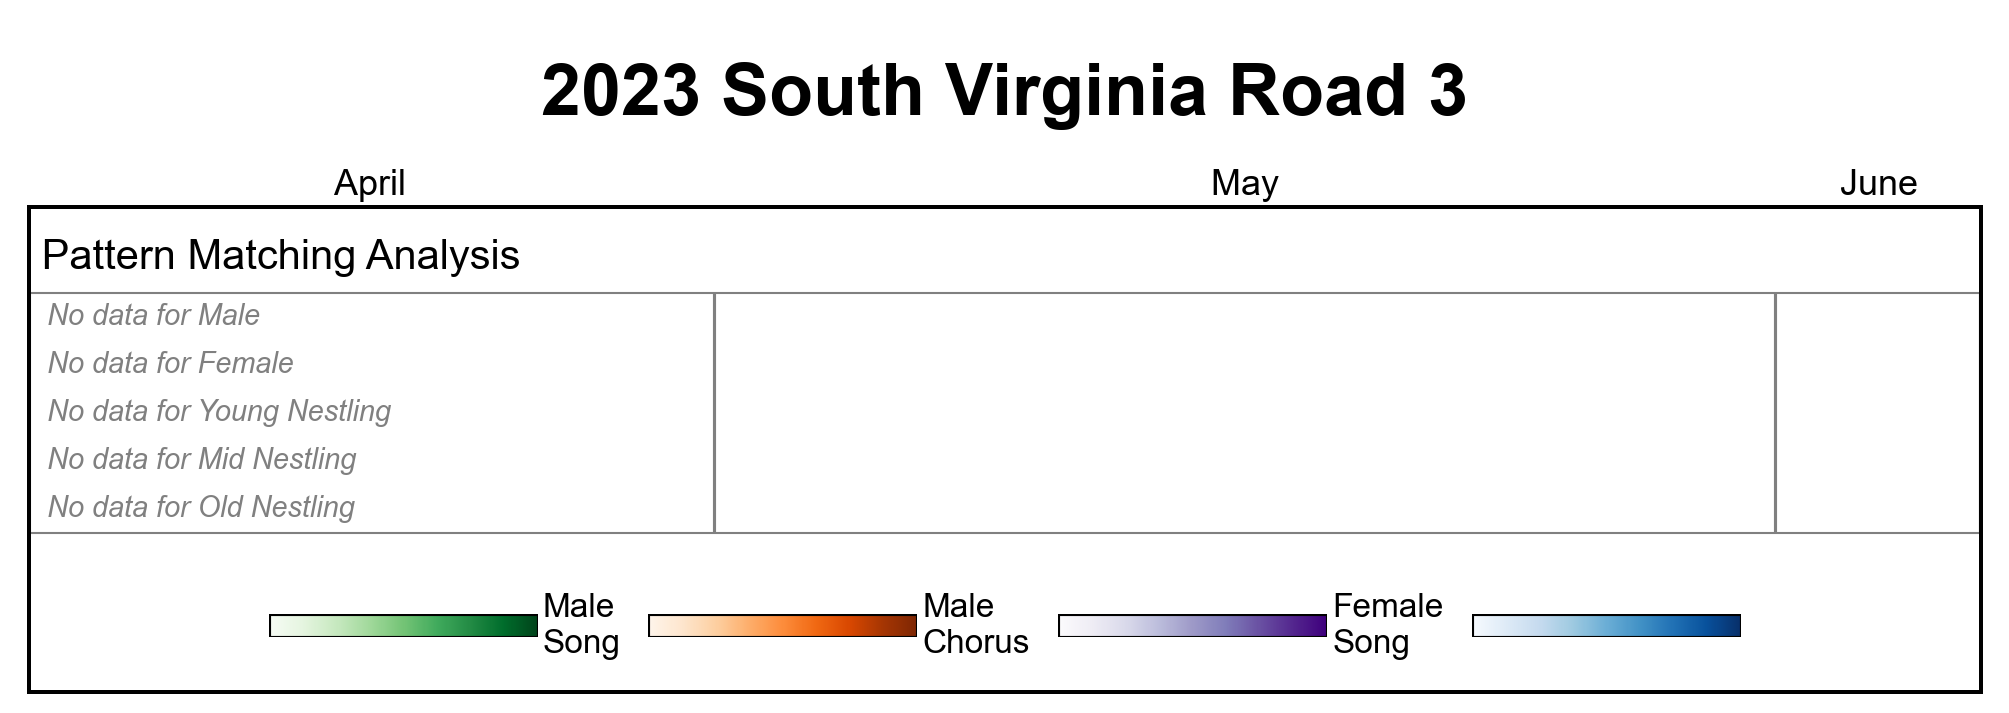 2023 South Virginia Road 3
April May June
Pattern Matching Analysis
No data for Male
No data for Female
No data for Young Nestling
No data for Mid Nestling
No data for Old Nestling
Male Song
Male Chorus
Female Song